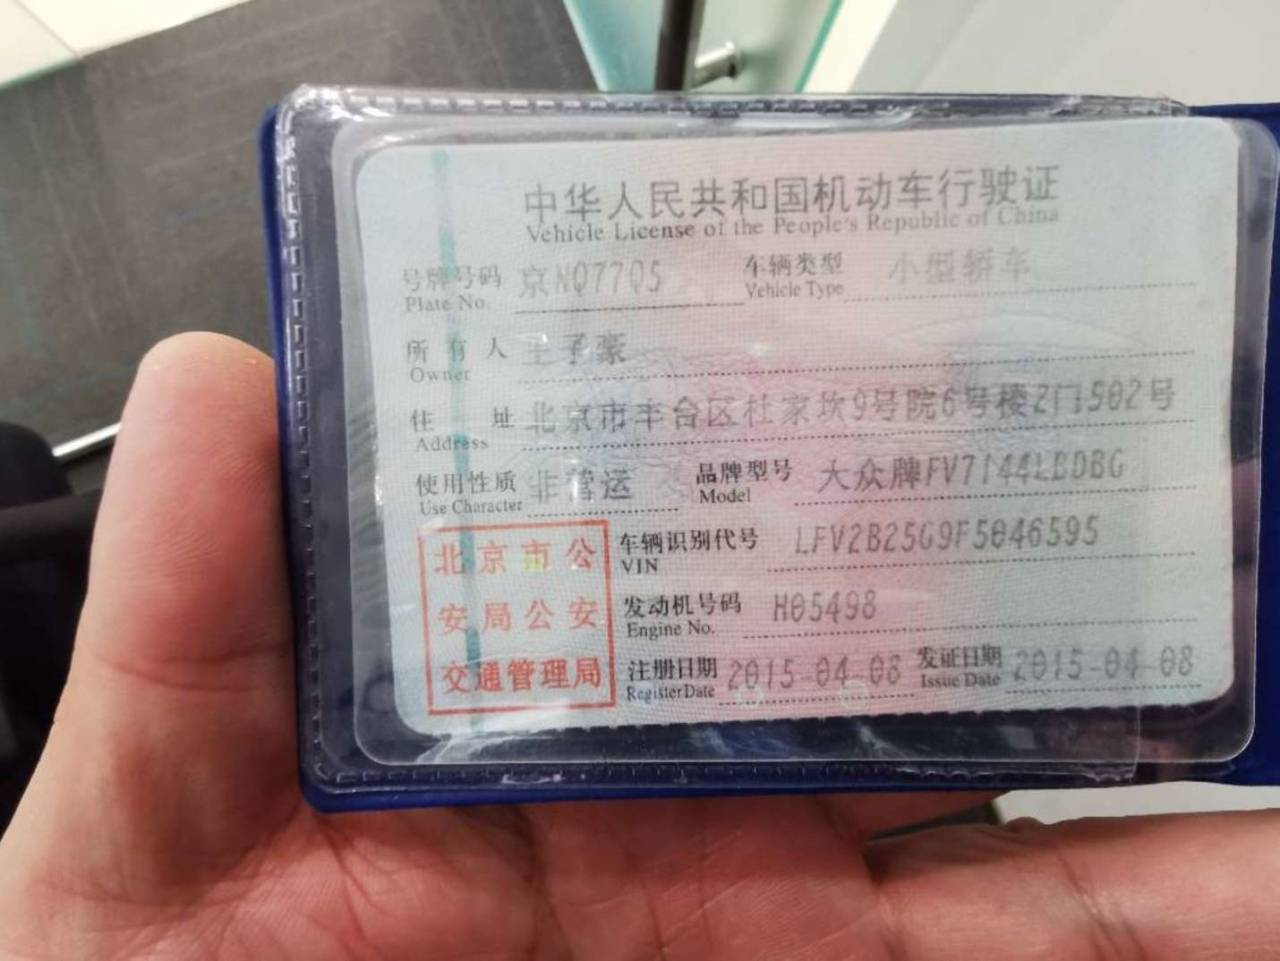 中华人民共和国机动车行驶证
Vehicle License of the People's Republic of China
号牌号码 京NQ77Q5 车辆类型 小型轿车
Plate No. Vehicle Type
所有人 王子豪
Owner
住址 北京市丰台区杜家坎9号院6号楼2门502号
Address
使用性质 非营运 品牌型号 大众牌FV7144LBDBG
Use Character Model
北京市公
安局公安
交通管理局
车辆识别代号 LFV2B25G9F5046595
VIN
发动机号码 H05498
Engine No.
注册日期 2015-04-08 发证日期 2015-04-08
Register Date Issue Date